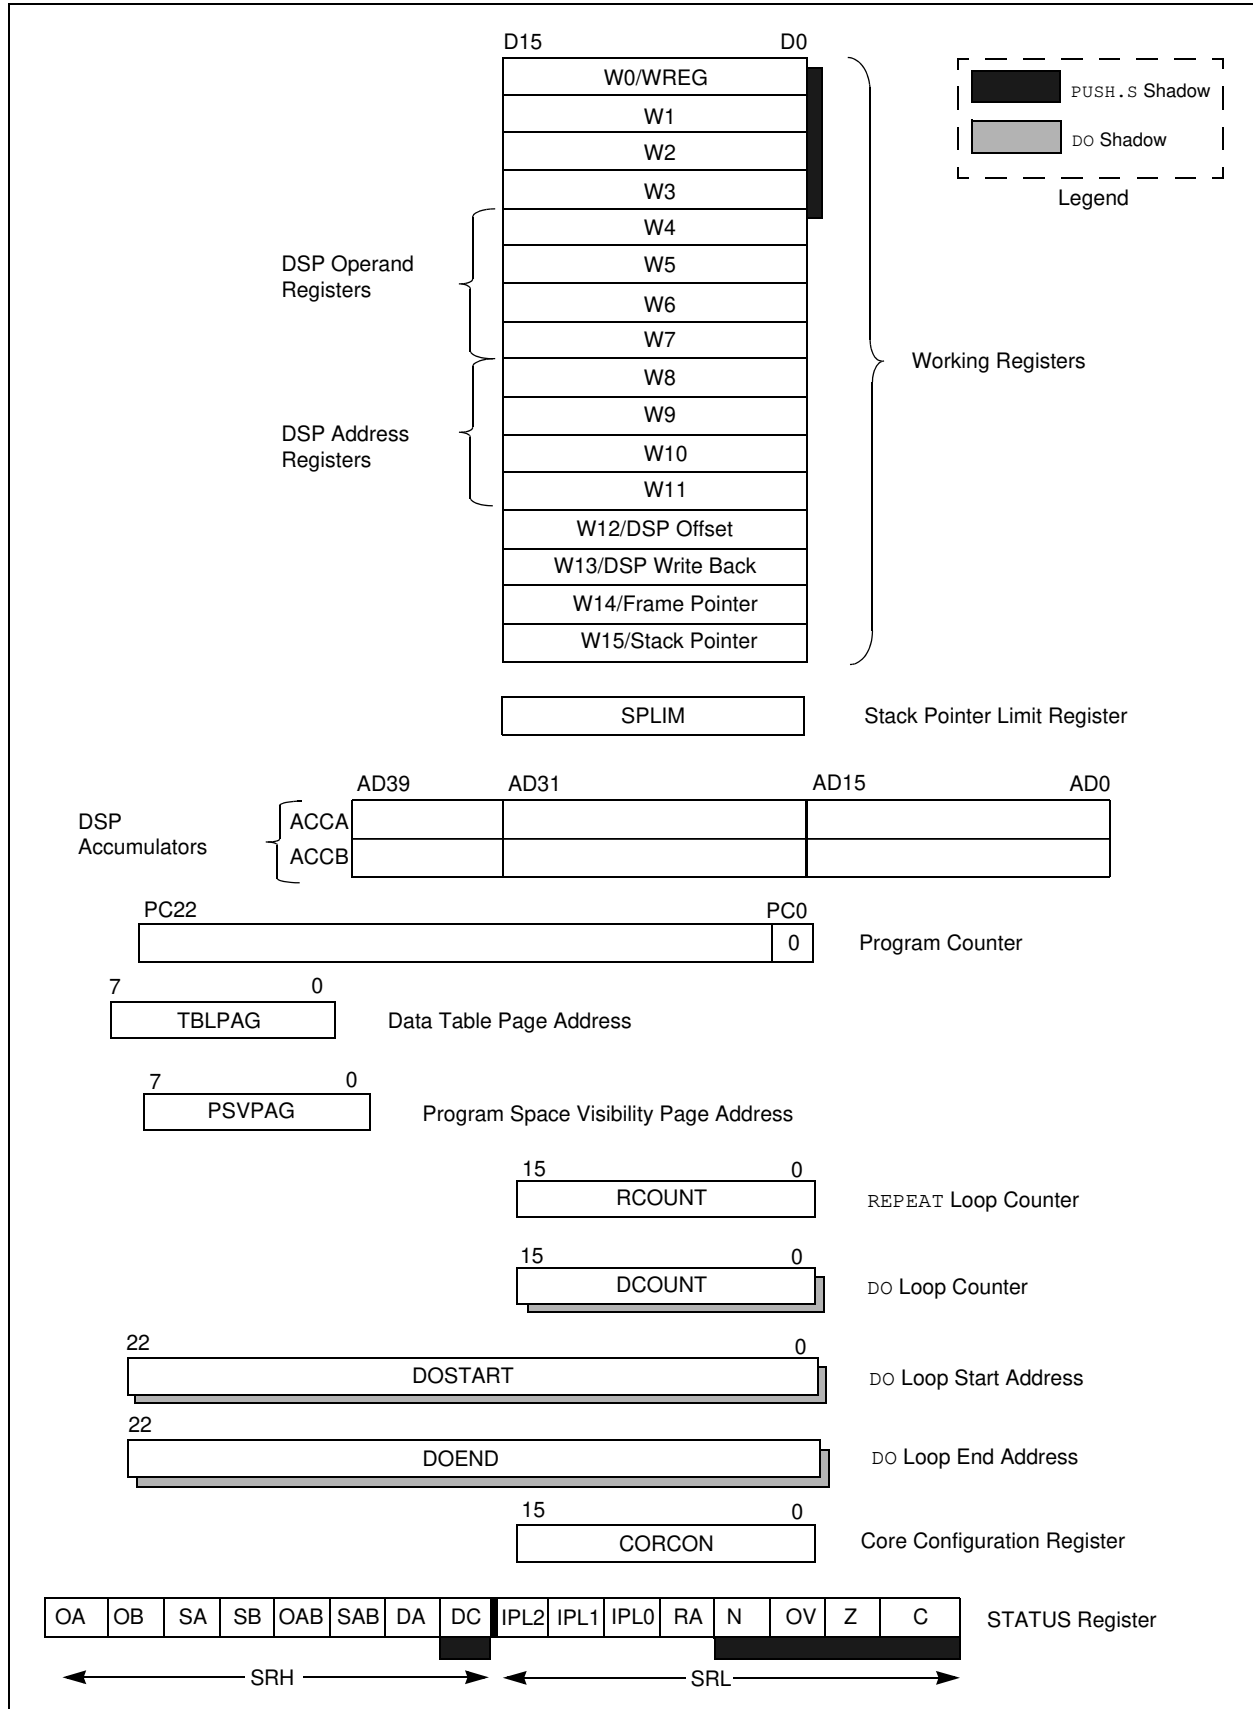 D15 D0
W0/WREG
PUSH.S Shadow
W1
DO Shadow
W2
W3
Legend
W4
DSP Operand
Registers
W5
W6
W7
Working Registers
W8
W9
DSP Address
Registers
W10
W11
W12/DSP Offset
W13/DSP Write Back
W14/Frame Pointer
W15/Stack Pointer
SPLIM Stack Pointer Limit Register
AD39 AD31 AD15 AD0
DSP
Accumulators
ACCA
ACCB
PC22 PC0
0 Program Counter
7 0
TBLPAG Data Table Page Address
7 0
PSVPAG Program Space Visibility Page Address
15 0
RCOUNT REPEAT Loop Counter
15 0
DCOUNT DO Loop Counter
22 0
DOSTART DO Loop Start Address
22
DOEND DO Loop End Address
15 0
CORCON Core Configuration Register
OA OB SA SB OAB SAB DA DC IPL2 IPL1 IPL0 RA N OV Z C STATUS Register
SRH SRL